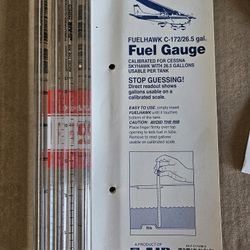 FUELHAWK C-172/26.5 gal.
Fuel Gauge
CALIBRATED FOR CESSNA
SKYHAWK WITH 26.5 GALLONS
USABLE PER TANK
STOP GUESSING!
Direct readout shows
gallons usable on a
calibrated scale.
EASY TO USE, simply insert
FUELHAWK until it touches
bottom of the tank.
CAUTION: AVOID THE RIB
Place finger firmly over top
opening to lock fuel in tube.
Remove to read gallons
usable on calibrated scale.
Rib
A PRODUCT OF